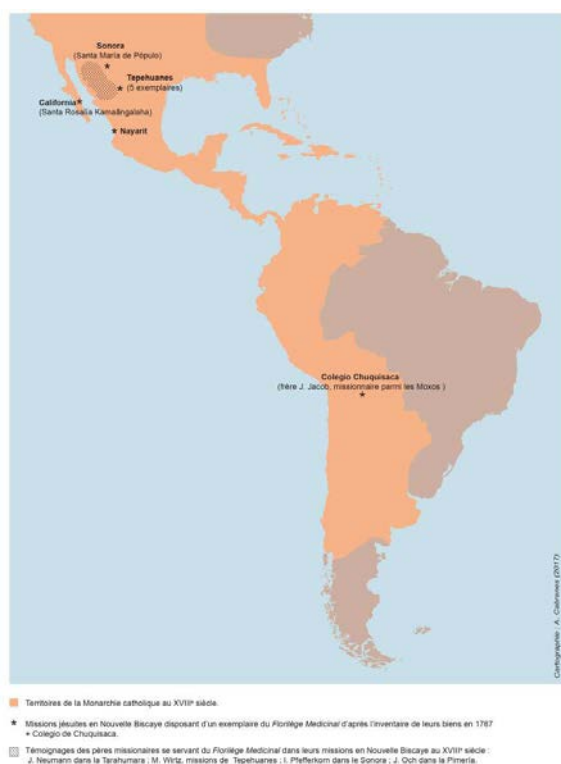 Sonora
(Santa María de Pópulo)
Tepehuanes
(5 exemplaires)
California
(Santa Rosalía Kamalingalaha)
Nayarit
Colegio Chuquisaca
(frère J. Jacob, missionnaire parmi les Moxos )
Cartographie : A. (2017)
Territoires de la Monarchie catholique au XVIIIᵉ siècle.
Missions jésuites en Nouvelle Biscaye disposant d'un exemplaire du Florilège Medicinal d'après l'inventaire de leurs biens en 1767
+ Colegio de Chuquisaca.
Témoignages des pères missionaires se servant du Florilège Medicinal dans leurs missions en Nouvelle Biscaye au XVIIIᵉ siècle :
J. Neumann dans la Tarahumara ; M. Wirtz, missions de Tepehuanes ; I. Pfefferkorn dans le Sonora ; J. Och dans la Pimería.